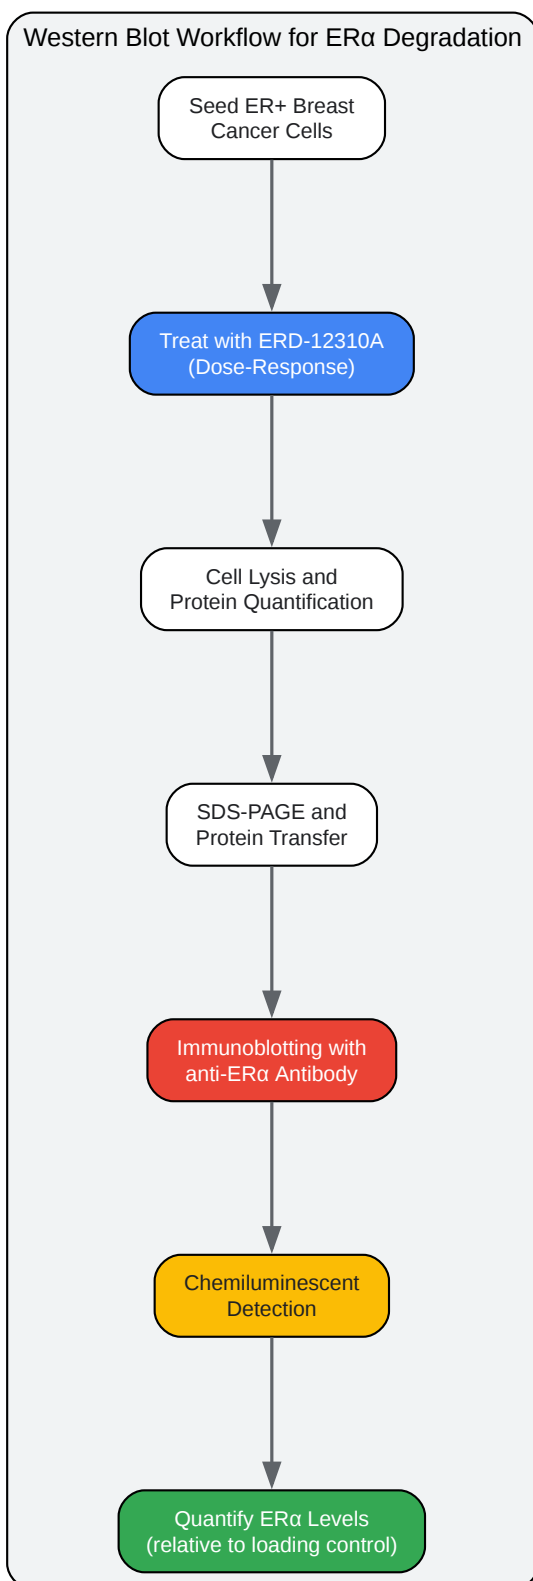 Western Blot Workflow for ERα Degradation
Seed ER+ Breast
Cancer Cells
Treat with ERD-12310A
(Dose-Response)
Cell Lysis and
Protein Quantification
SDS-PAGE and
Protein Transfer
Immunoblotting with
anti-ERα Antibody
Chemiluminescent
Detection
Quantify ERα Levels
(relative to loading control)